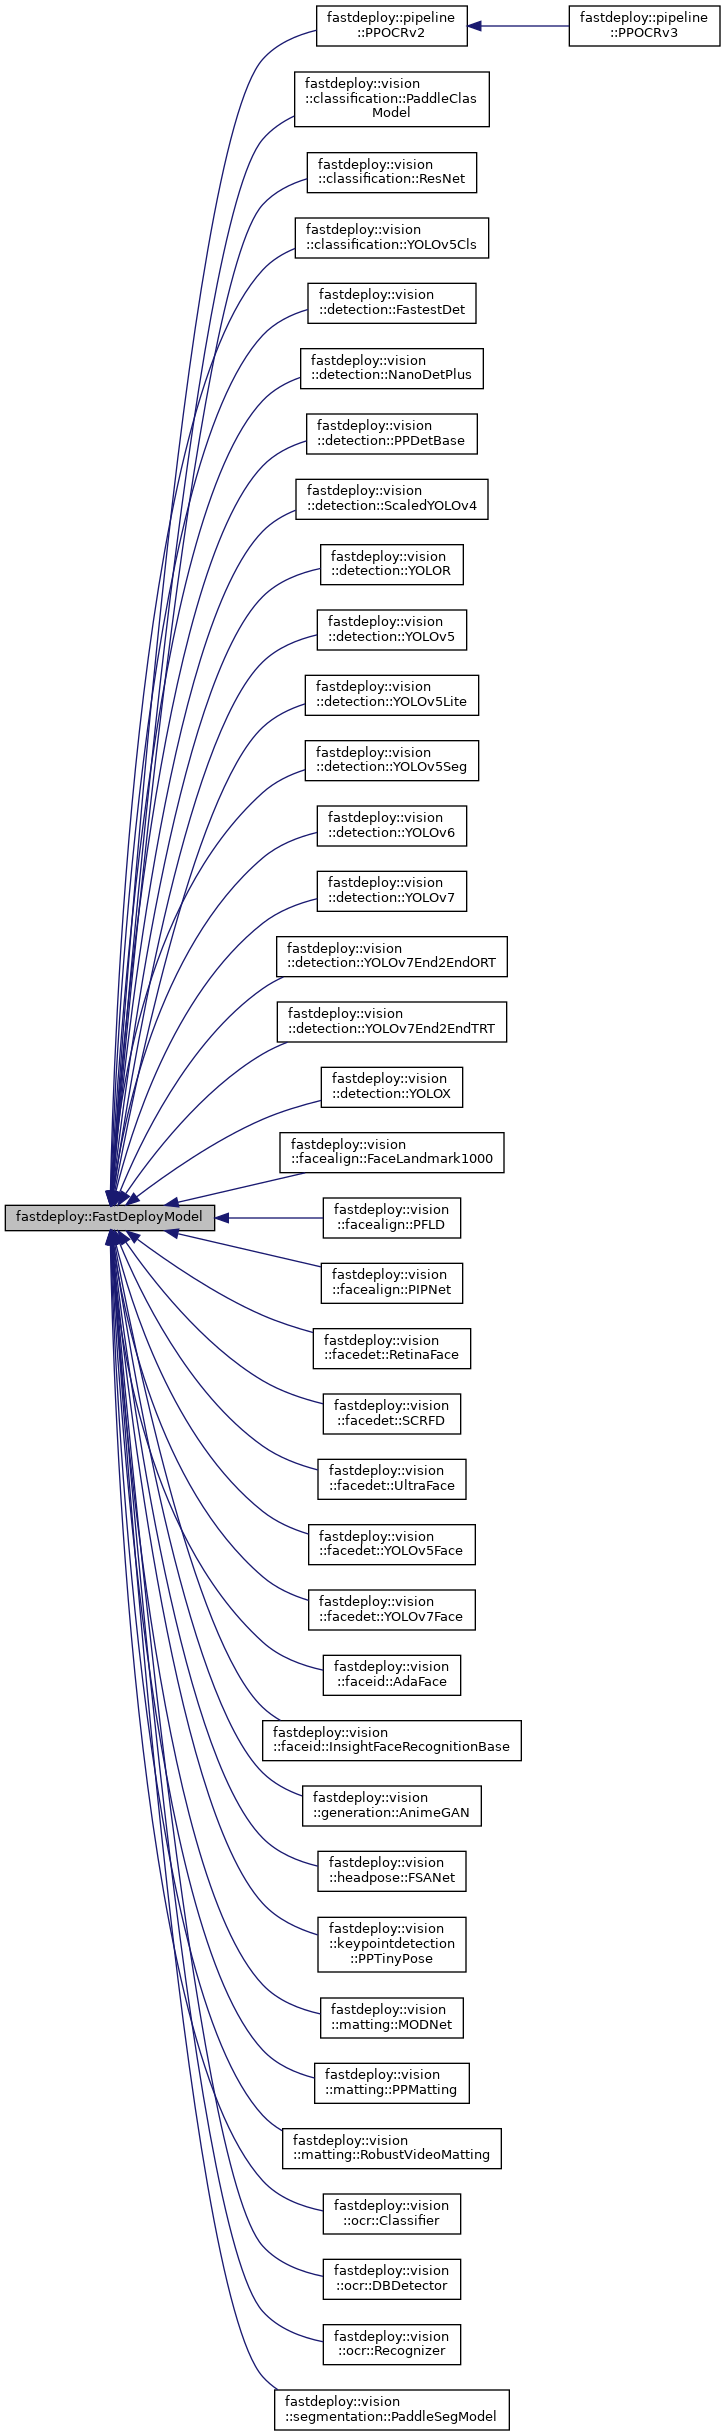 fastdeploy::pipeline
::PPOCRv2
fastdeploy::pipeline
::PPOCRv3
fastdeploy::vision
::classification::PaddleClas
Model
fastdeploy::vision
::classification::ResNet
fastdeploy::vision
::classification::YOLOv5Cls
fastdeploy::vision
::detection::FastestDet
fastdeploy::vision
::detection::NanoDetPlus
fastdeploy::vision
::detection::PPDetBase
fastdeploy::vision
::detection::ScaledYOLOv4
fastdeploy::vision
::detection::YOLOR
fastdeploy::vision
::detection::YOLOv5
fastdeploy::vision
::detection::YOLOv5Lite
fastdeploy::vision
::detection::YOLOv5Seg
fastdeploy::vision
::detection::YOLOv6
fastdeploy::vision
::detection::YOLOv7
fastdeploy::vision
::detection::YOLOv7End2EndORT
fastdeploy::vision
::detection::YOLOv7End2EndTRT
fastdeploy::vision
::detection::YOLOX
fastdeploy::vision
::facealign::FaceLandmark1000
fastdeploy::FastDeployModel
fastdeploy::vision
::facealign::PFLD
fastdeploy::vision
::facealign::PIPNet
fastdeploy::vision
::facedet::RetinaFace
fastdeploy::vision
::facedet::SCRFD
fastdeploy::vision
::facedet::UltraFace
fastdeploy::vision
::facedet::YOLOv5Face
fastdeploy::vision
::facedet::YOLOv7Face
fastdeploy::vision
::faceid::AdaFace
fastdeploy::vision
::faceid::InsightFaceRecognitionBase
fastdeploy::vision
::generation::AnimeGAN
fastdeploy::vision
::headpose::FSANet
fastdeploy::vision
::keypointdetection
::PPTinyPose
fastdeploy::vision
::matting::MODNet
fastdeploy::vision
::matting::PPMatting
fastdeploy::vision
::matting::RobustVideoMatting
fastdeploy::vision
::ocr::Classifier
fastdeploy::vision
::ocr::DBDetector
fastdeploy::vision
::ocr::Recognizer
fastdeploy::vision
::segmentation::PaddleSegModel